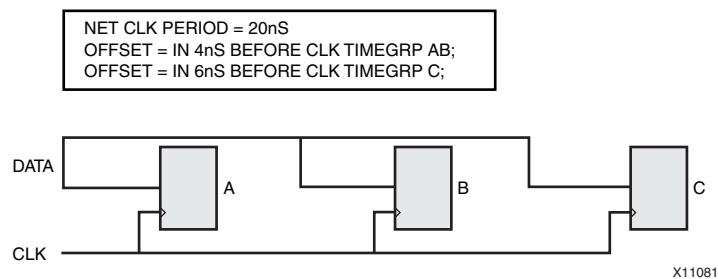 NET CLK PERIOD = 20nS
OFFSET = IN 4nS BEFORE CLK TIMEGRP AB;
OFFSET = IN 6nS BEFORE CLK TIMEGRP C;
DATA
A
B
C
CLK
X11081